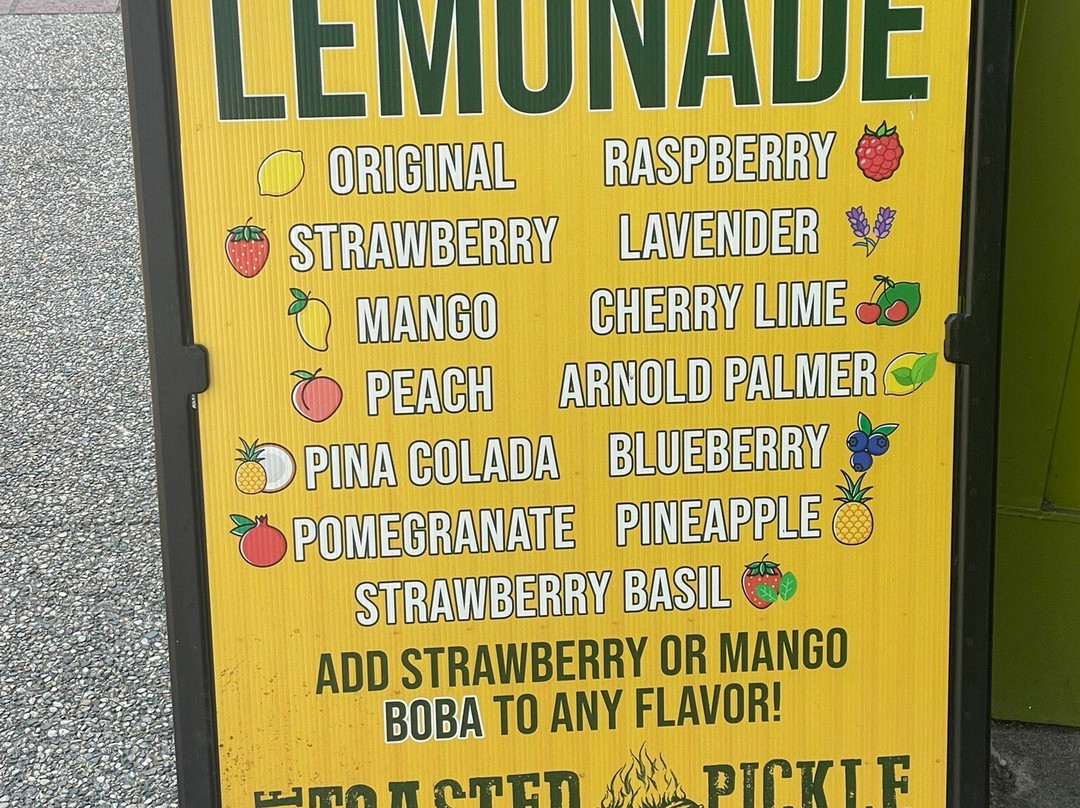 LEMONADE
ORIGINAL RASPBERRY
STRAWBERRY LAVENDER
MANGO CHERRY LIME
PEACH ARNOLD PALMER
PINA COLADA BLUEBERRY
POMEGRANATE PINEAPPLE
STRAWBERRY BASIL
ADD STRAWBERRY OR MANGO
BOBA TO ANY FLAVOR!
TOASTED PICKLE